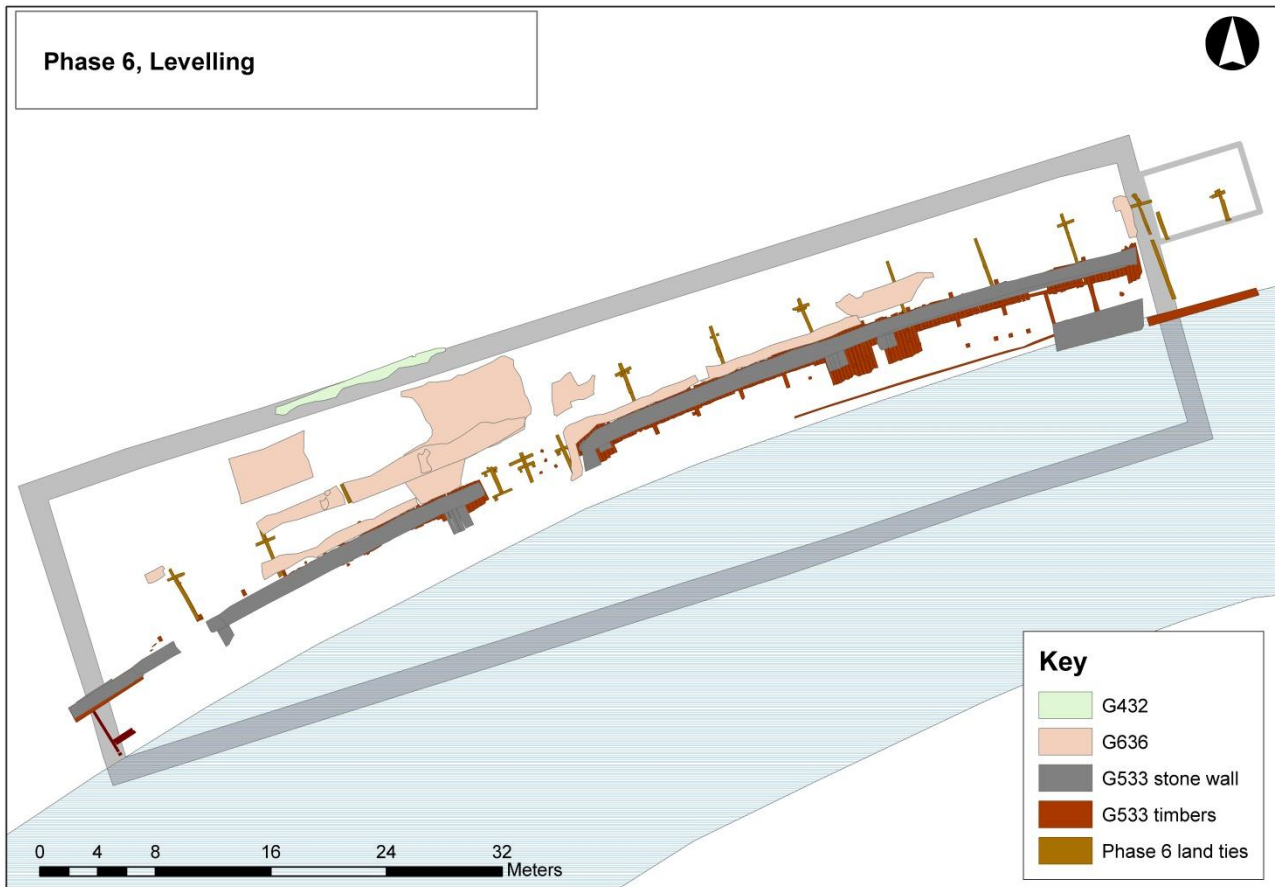 Phase 6, Levelling
Key
G432
G636
G533 stone wall
G533 timbers
Phase 6 land ties
0 4 8 16 24 32
Meters